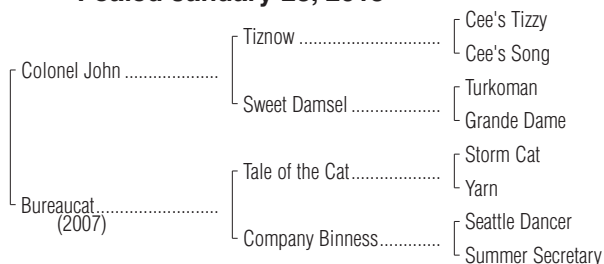 Cee's Tizzy
Tiznow
Cee's Song
Colonel John
Turkoman
Sweet Damsel
Grande Dame
Storm Cat
Tale of the Cat
Yarn
Bureaucat
(2007)
Seattle Dancer
Company Binness
Summer Secretary